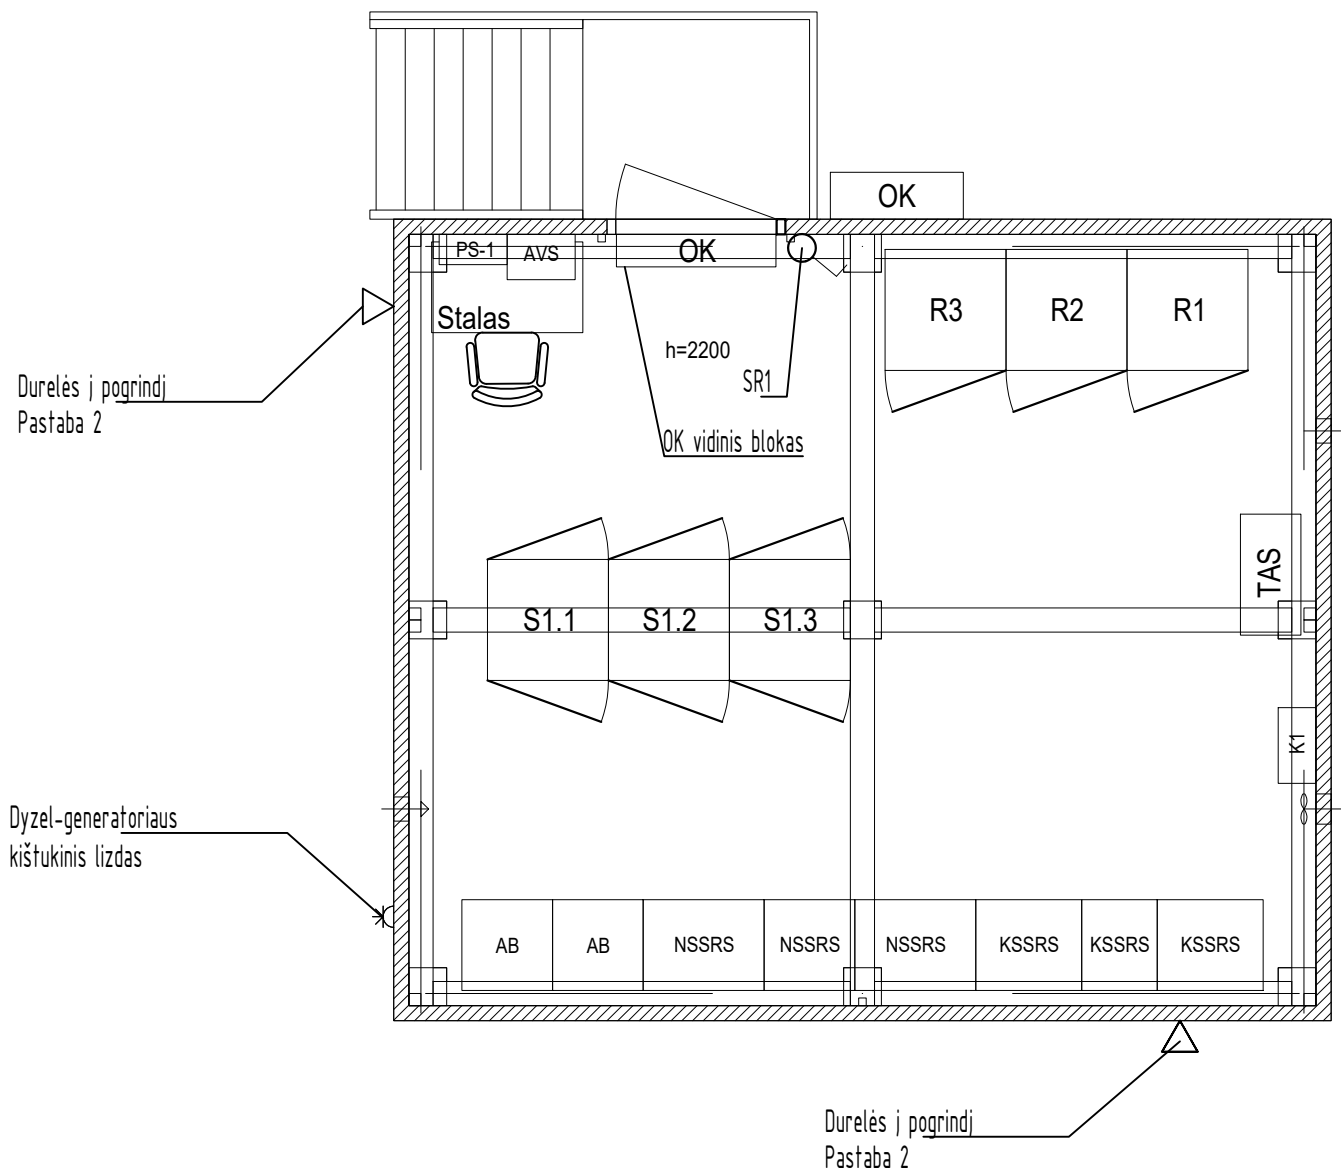 OK
PS-1
AVS
OK
Stalas
h=2200
SR1
R3
R2
R1
Durelės į pogrindį
Pastaba 2
OK vidinis blokas
TAS
S1.1
S1.2
S1.3
K1
Dyzel-generatoriaus
kištukinis lizdas
AB
AB
NSSRS
NSSRS
NSSRS
KSSRS
KSSRS
KSSRS
Durelės į pogrindį
Pastaba 2